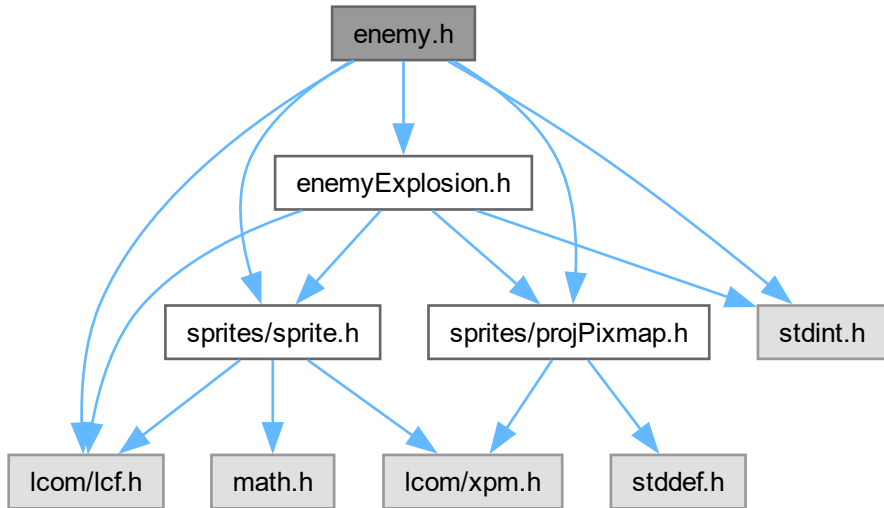 enemy.h
enemyExplosion.h
sprites/sprite.h
sprites/projPixmap.h
stdint.h
lcom/lcf.h
math.h
lcom/xpm.h
stddef.h